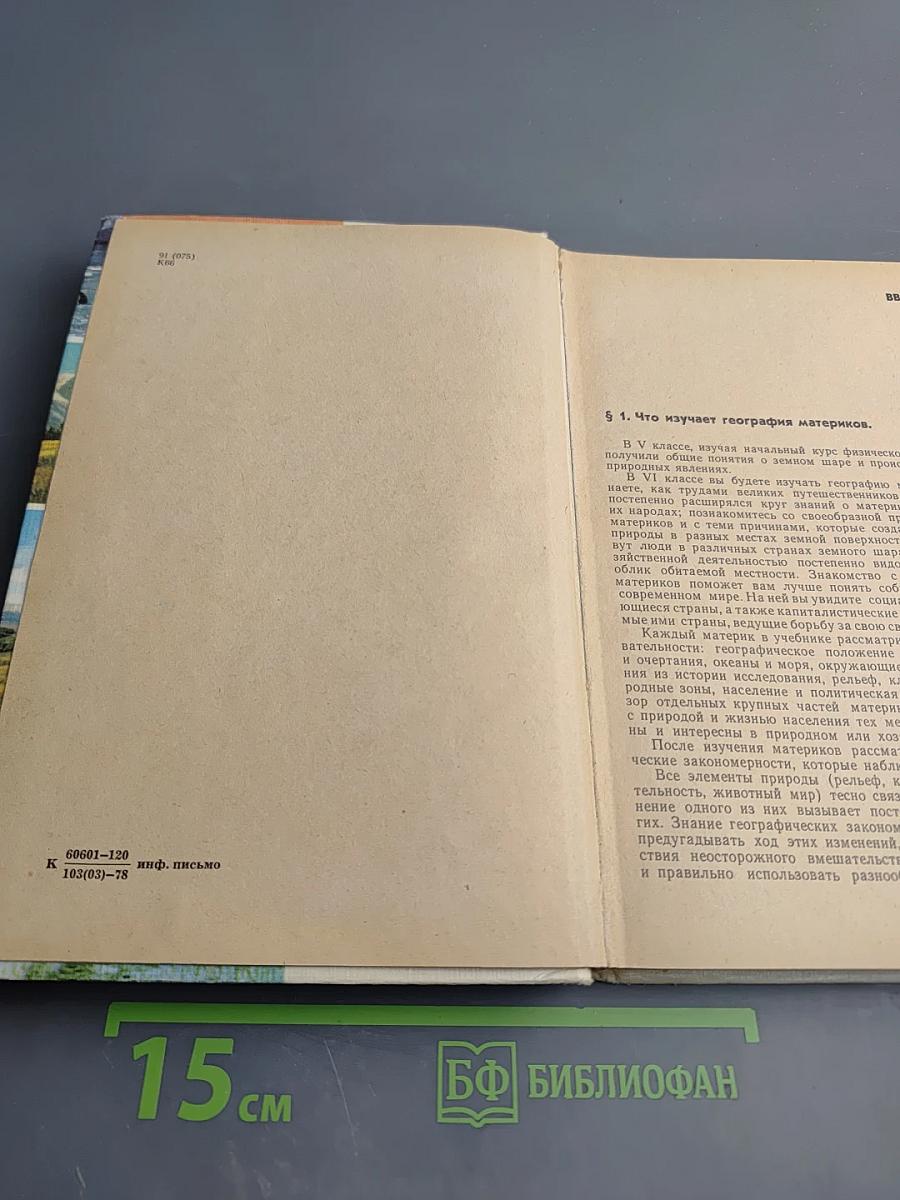 91 (075)
К66
К 60601—120
103(03)—78 инф. письмо
ВВ
§ 1. Что изучает география материков.
В V классе, изучая начальный курс физическо
получили общие понятия о земном шаре и проис
природных явлениях.
В VI классе вы будете изучать географию м
наете, как трудами великих путешественников
постепенно расширялся круг знаний о матери
их народах; познакомитесь со своеобразной пр
материков и с теми причинами, которые созда
природы в разных местах земной поверхност
вут люди в различных странах земного шара
зяйственной деятельностью постепенно видо
облик обитаемой местности. Знакомство с
материков поможет вам лучше понять соб
современном мире. На ней вы увидите социа
ющиеся страны, а также капиталистические
мые ими страны, ведущие борьбу за свою св
Каждый материк в учебнике рассматри
вательности: географическое положение
и очертания, океаны и моря, окружающие
ния из истории исследования, рельеф, кл
родные зоны, население и политическая
зор отдельных крупных частей матери
с природой и жизнью населения тех ме
ны и интересны в природном или хоз
После изучения материков рассмат
ческие закономерности, которые наблю
Все элементы природы (рельеф, к
тельность, животный мир) тесно связ
нение одного из них вызывает пост
гих. Знание географических законом
предугадывать ход этих изменений,
ствия неосторожного вмешательств
и правильно использовать разнооб
15 см
БФ БИБЛИОФАН